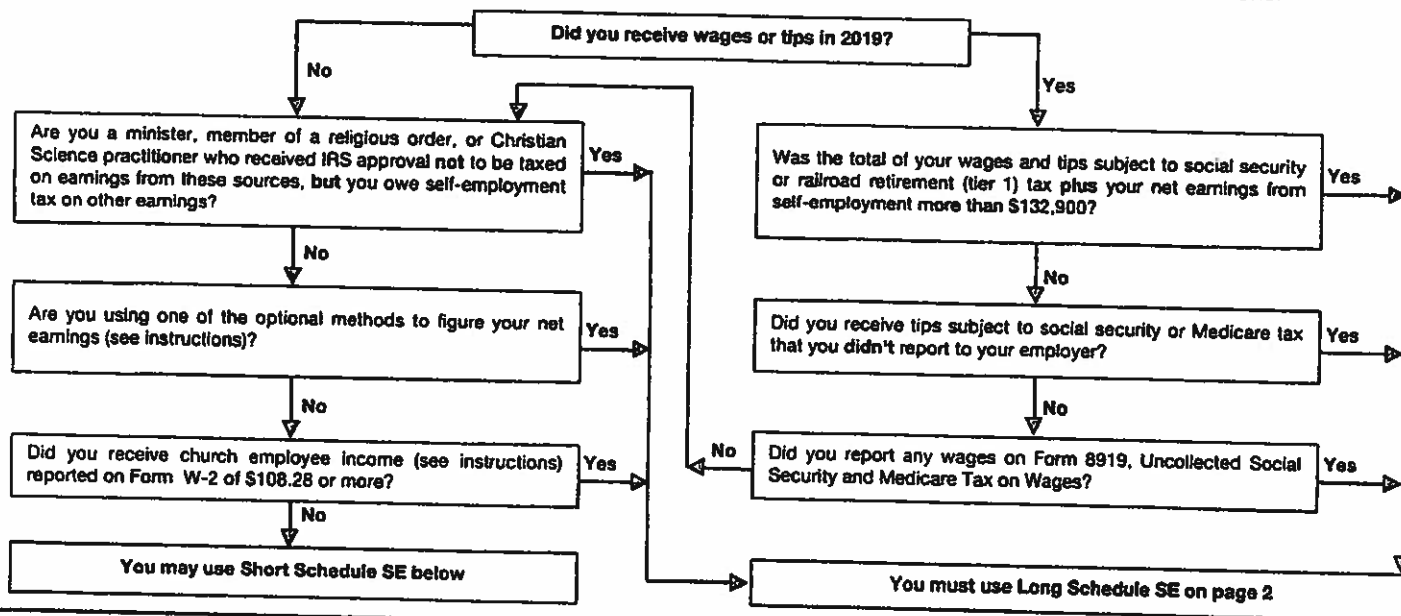 Did you receive wages or tips in 2019?
No
Yes
Are you a minister, member of a religious order, or Christian
Science practitioner who received IRS approval not to be taxed
on earnings from these sources, but you owe self-employment
tax on other earnings?
Yes
No
Are you using one of the optional methods to figure your net
earnings (see instructions)?
Yes
No
Did you receive church employee income (see instructions)
reported on Form W-2 of $108.28 or more?
Yes
No
You may use Short Schedule SE below
Was the total of your wages and tips subject to social security
or railroad retirement (tier 1) tax plus your net earnings from
self-employment more than $132,900?
Yes
No
Did you receive tips subject to social security or Medicare tax
that you didn't report to your employer?
Yes
No
No
Did you report any wages on Form 8919, Uncollected Social
Security and Medicare Tax on Wages?
Yes
You must use Long Schedule SE on page 2